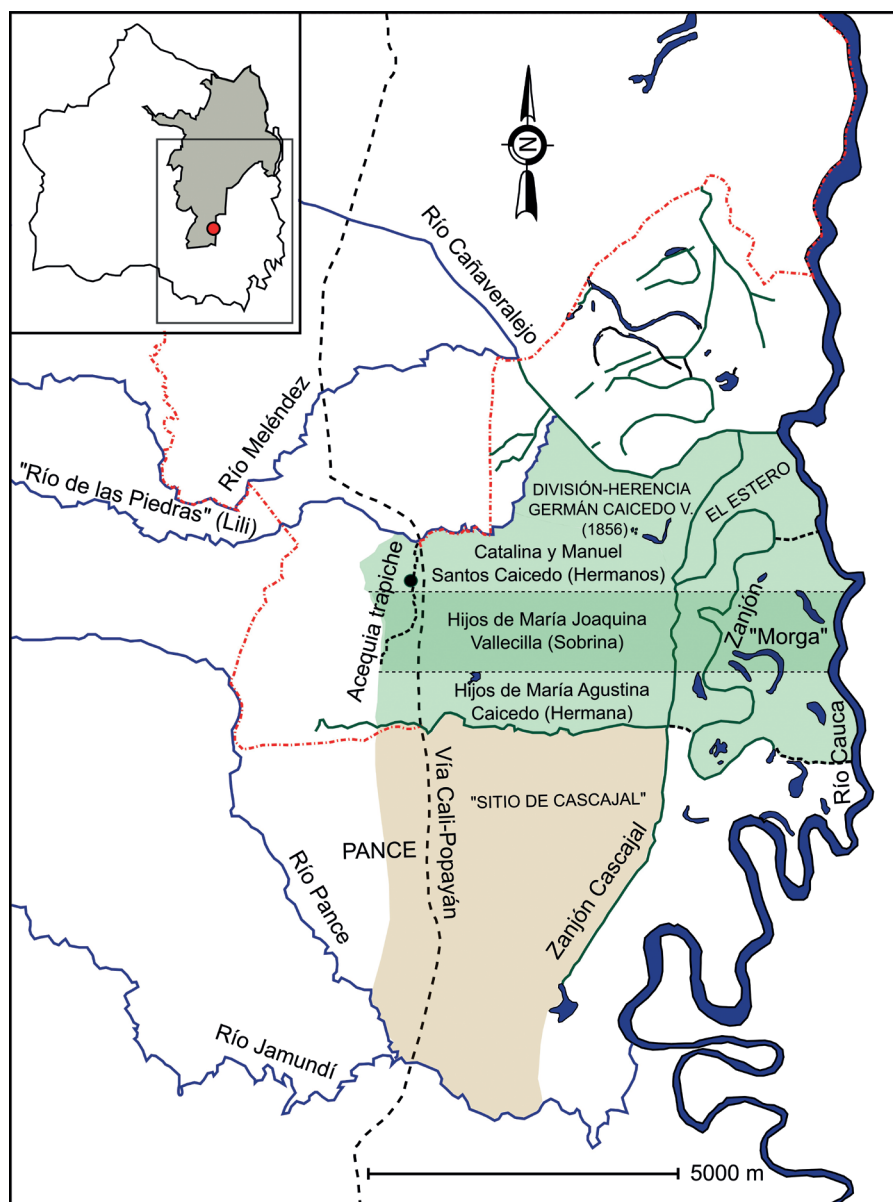 N
Río Cañaveralejo
Río Meléndez
"Río de las Piedras" (Lili)
DIVISIÓN-HERENCIA
GERMÁN CAICEDO V.
(1856)
EL ESTERO
Catalina y Manuel
Santos Caicedo (Hermanos)
Acequia trapiche
Hijos de María Joaquina
Vallecilla (Sobrina)
Zanjón
"Morga"
Hijos de María Agustina
Caicedo (Hermana)
Río Cauca
Vía Cali-Popayán
"SITIO DE CASCAJAL"
PANCE
Río Pance
Zanjón Cascajal
Río Jamundí
5000 m